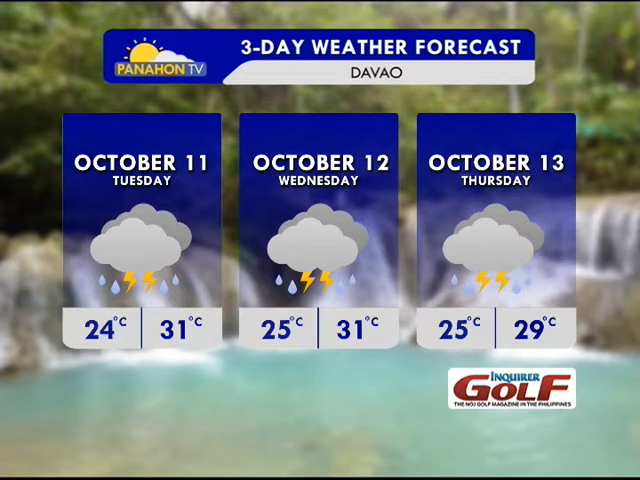 PANAHON TV
3-DAY WEATHER FORECAST
DAVAO
OCTOBER 11
TUESDAY
24°C
31°C
OCTOBER 12
WEDNESDAY
25°C
31°C
OCTOBER 13
THURSDAY
25°C
29°C
INQUIRER
GOLF
THE NO.1 GOLF MAGAZINE IN THE PHILIPPINES